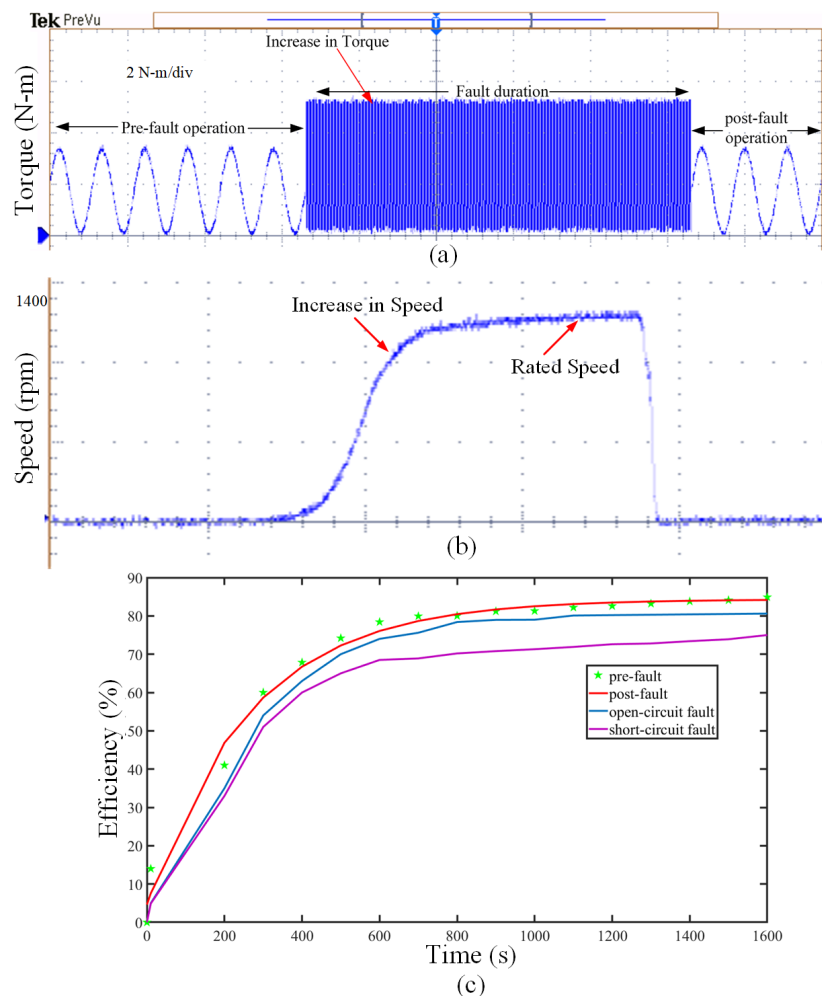 Tek PreVu
T
Increase in Torque
2 N-m/div
Fault duration
Pre-fault operation
post-fault
operation
Torque (N-m)
(a)
1400
Increase in Speed
Rated Speed
Speed (rpm)
(b)
90
80
70
60
50
40
30
20
10
0
Efficiency (%)
pre-fault
post-fault
open-circuit fault
short-circuit fault
0 200 400 600 800 1000 1200 1400 1600
Time (s)
(c)